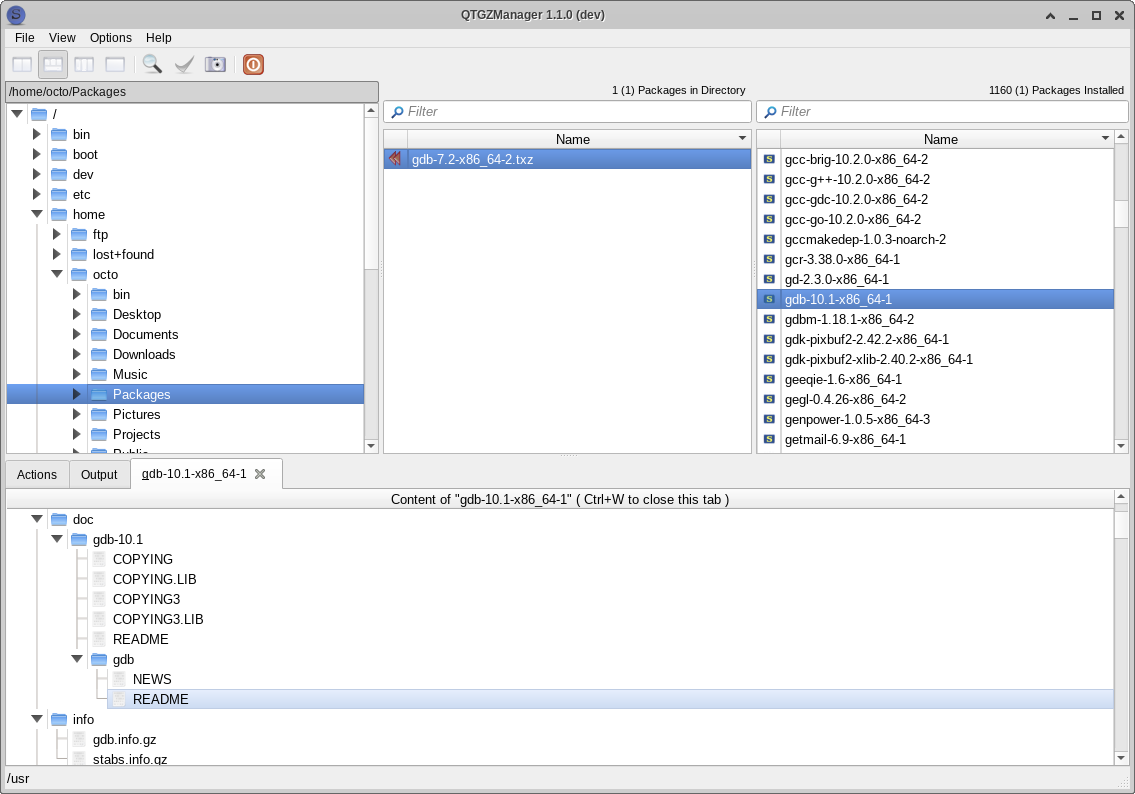 QTGZManager 1.1.0 (dev)
File View Options Help
/home/octo/Packages
/
bin
boot
dev
etc
home
ftp
lost+found
octo
bin
Desktop
Documents
Downloads
Music
Packages
Pictures
Projects
Public
1 (1) Packages in Directory
Filter
Name
gdb-7.2-x86_64-2.txz
1160 (1) Packages Installed
Filter
Name
gcc-brig-10.2.0-x86_64-2
gcc-g++-10.2.0-x86_64-2
gcc-gdc-10.2.0-x86_64-2
gcc-go-10.2.0-x86_64-2
gccmakedep-1.0.3-noarch-2
gcr-3.38.0-x86_64-1
gd-2.3.0-x86_64-1
gdb-10.1-x86_64-1
gdbm-1.18.1-x86_64-2
gdk-pixbuf2-2.42.2-x86_64-1
gdk-pixbuf2-xlib-2.40.2-x86_64-1
geeqie-1.6-x86_64-1
gegl-0.4.26-x86_64-2
genpower-1.0.5-x86_64-3
getmail-6.9-x86_64-1
Actions Output gdb-10.1-x86_64-1
Content of "gdb-10.1-x86_64-1" ( Ctrl+W to close this tab )
doc
gdb-10.1
COPYING
COPYING.LIB
COPYING3
COPYING3.LIB
README
gdb
NEWS
README
info
gdb.info.gz
stabs.info.gz
/usr